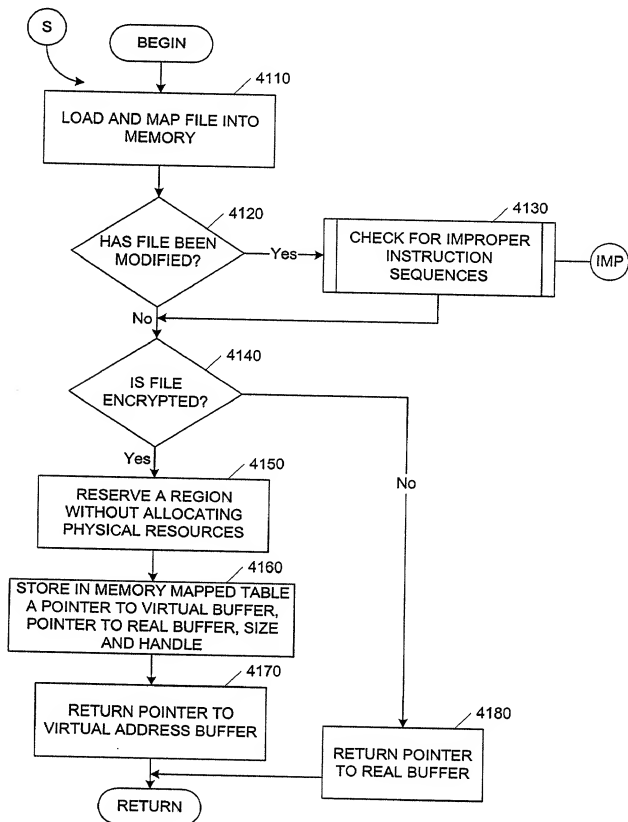 S
BEGIN
4110
LOAD AND MAP FILE INTO
MEMORY
4120
HAS FILE BEEN
MODIFIED?
Yes
4130
CHECK FOR IMPROPER
INSTRUCTION
SEQUENCES
IMP
No
4140
IS FILE
ENCRYPTED?
Yes
No
4150
RESERVE A REGION
WITHOUT ALLOCATING
PHYSICAL RESOURCES
4160
STORE IN MEMORY MAPPED TABLE
A POINTER TO VIRTUAL BUFFER,
POINTER TO REAL BUFFER, SIZE
AND HANDLE
4170
RETURN POINTER TO
VIRTUAL ADDRESS BUFFER
4180
RETURN POINTER
TO REAL BUFFER
RETURN